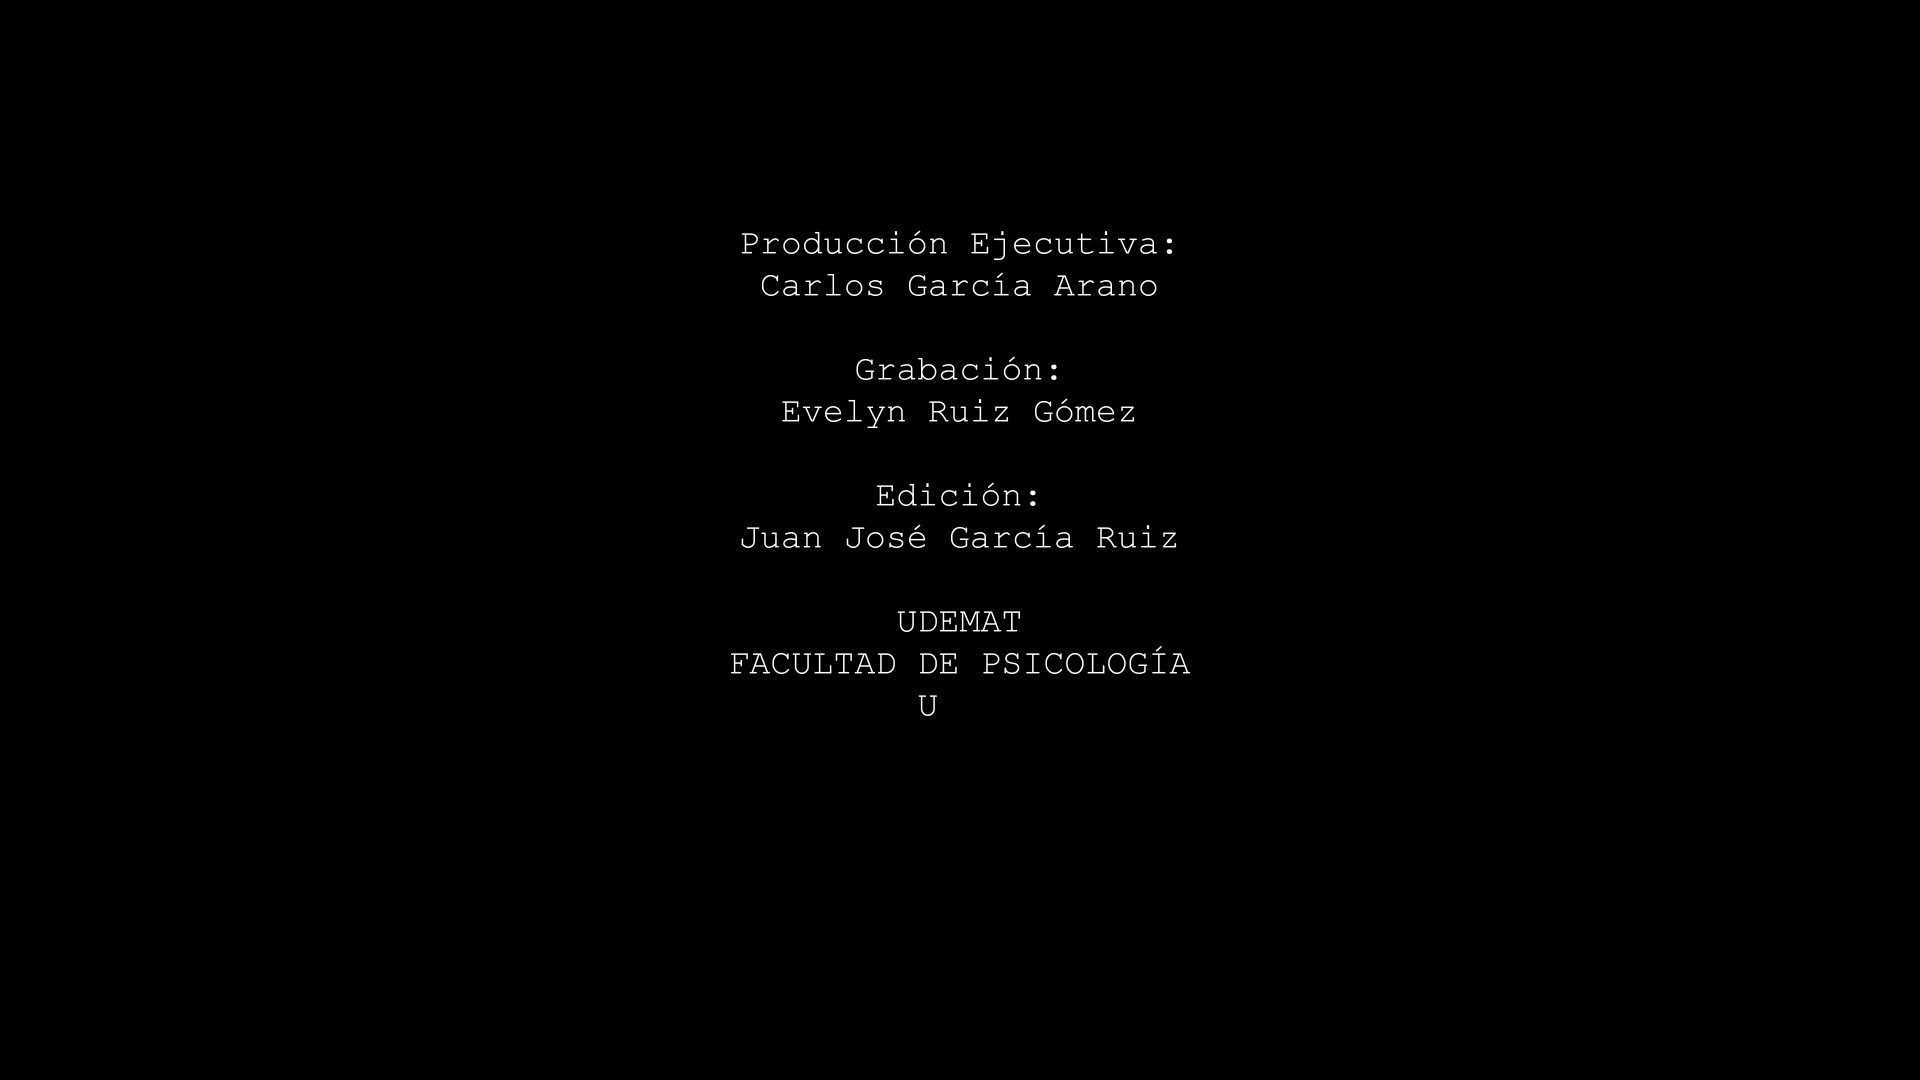 Producción Ejecutiva:
Carlos García Arano
Grabación:
Evelyn Ruiz Gómez
Edición:
Juan José García Ruiz
UDEMAT
FACULTAD DE PSICOLOGÍA
U